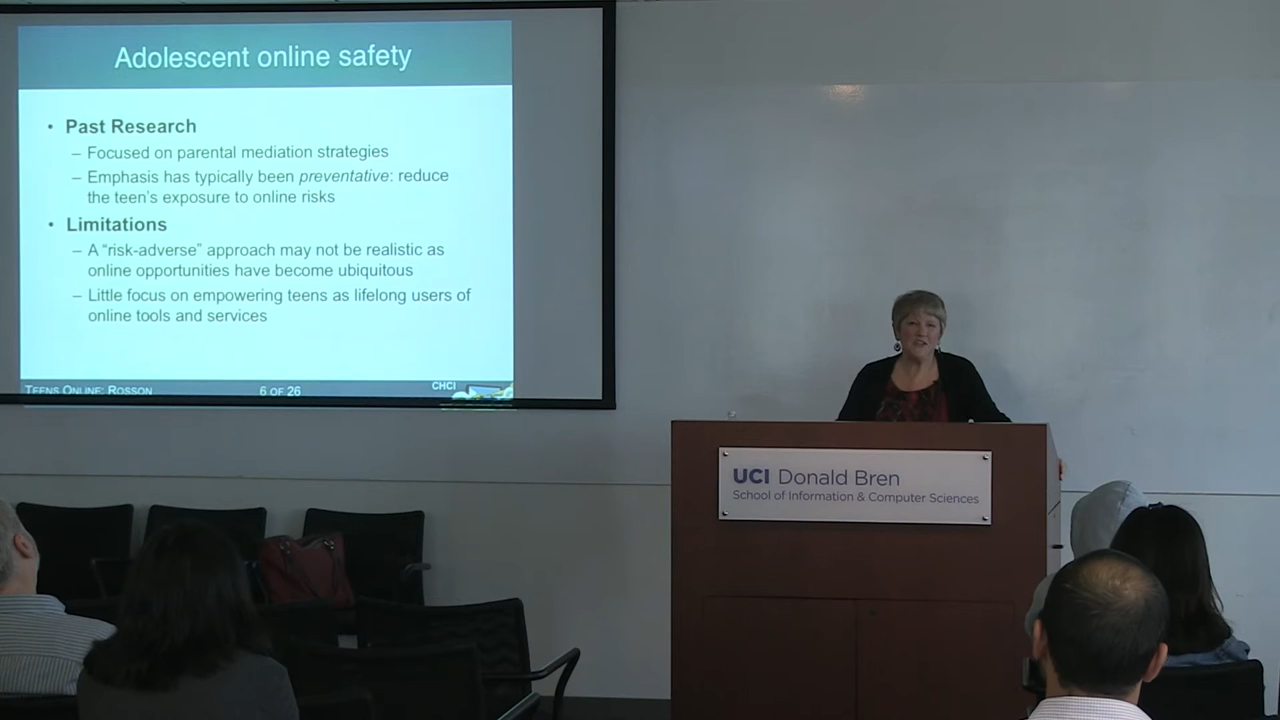 Adolescent online safety
• Past Research
– Focused on parental mediation strategies
– Emphasis has typically been preventative: reduce
the teen's exposure to online risks
• Limitations
– A “risk-adverse” approach may not be realistic as
online opportunities have become ubiquitous
– Little focus on empowering teens as lifelong users of
online tools and services
TEENS ONLINE: ROSSON
6 OF 26
CHCI
UCI Donald Bren
School of Information & Computer Sciences